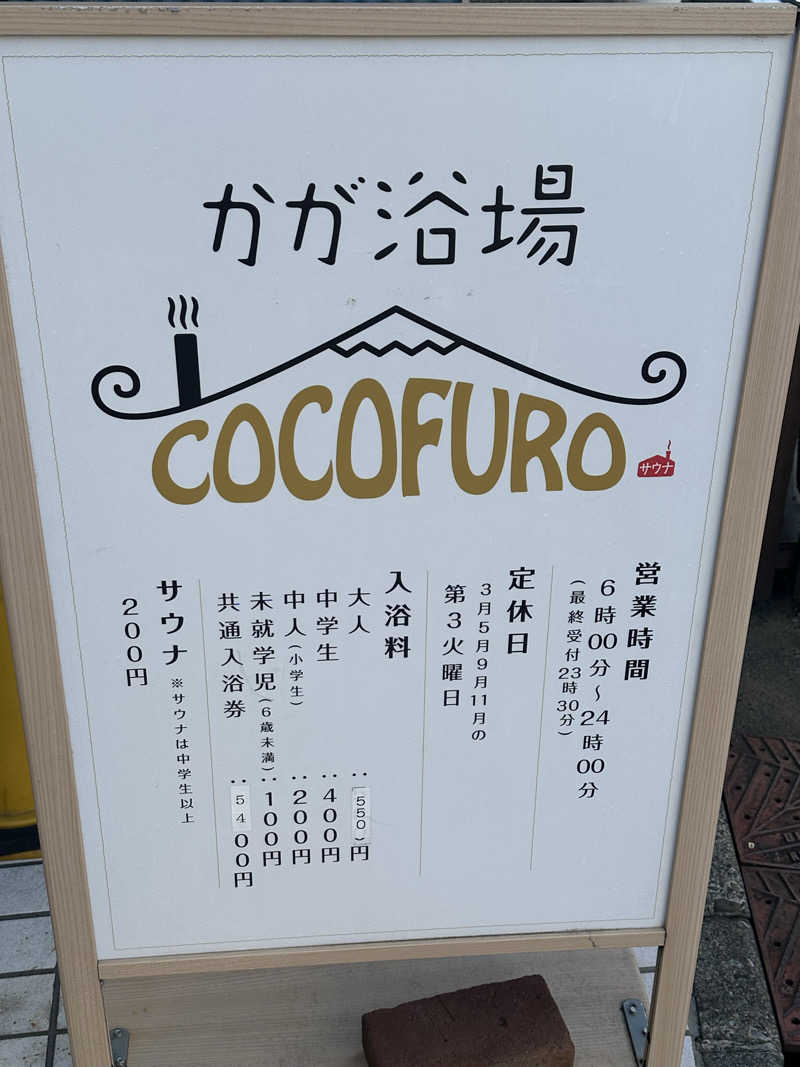 かが浴場
COCOFURO
サウナ
営業時間
6時00分～24時00分
(最終受付23時30分)
定休日
3月5月9月11月の
第3火曜日
入浴料
大人：550円
中学生：400円
中人(小学生)：200円
未就学児(6歳未満)：100円
共通入浴券：5400円
サウナ ※サウナは中学生以上
200円